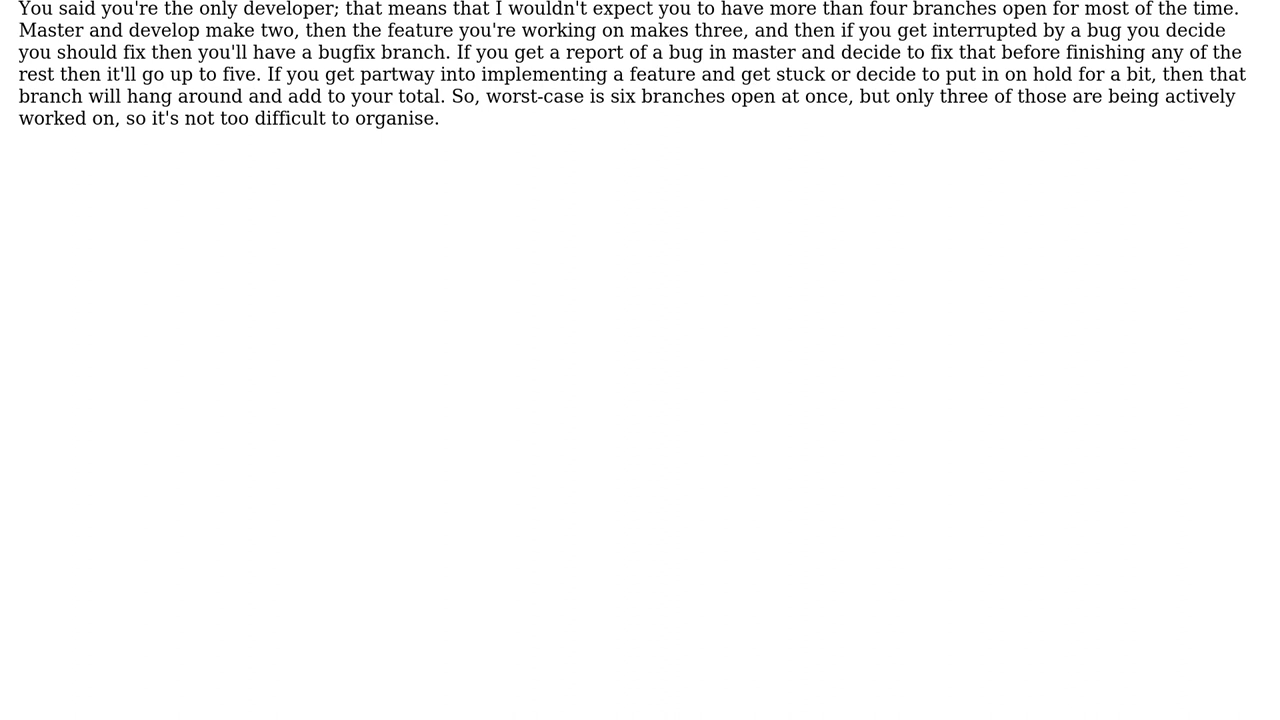 You said you're the only developer; that means that I wouldn't expect you to have more than four branches open for most of the time.
Master and develop make two, then the feature you're working on makes three, and then if you get interrupted by a bug you decide
you should fix then you'll have a bugfix branch. If you get a report of a bug in master and decide to fix that before finishing any of the
rest then it'll go up to five. If you get partway into implementing a feature and get stuck or decide to put in on hold for a bit, then that
branch will hang around and add to your total. So, worst-case is six branches open at once, but only three of those are being actively
worked on, so it's not too difficult to organise.